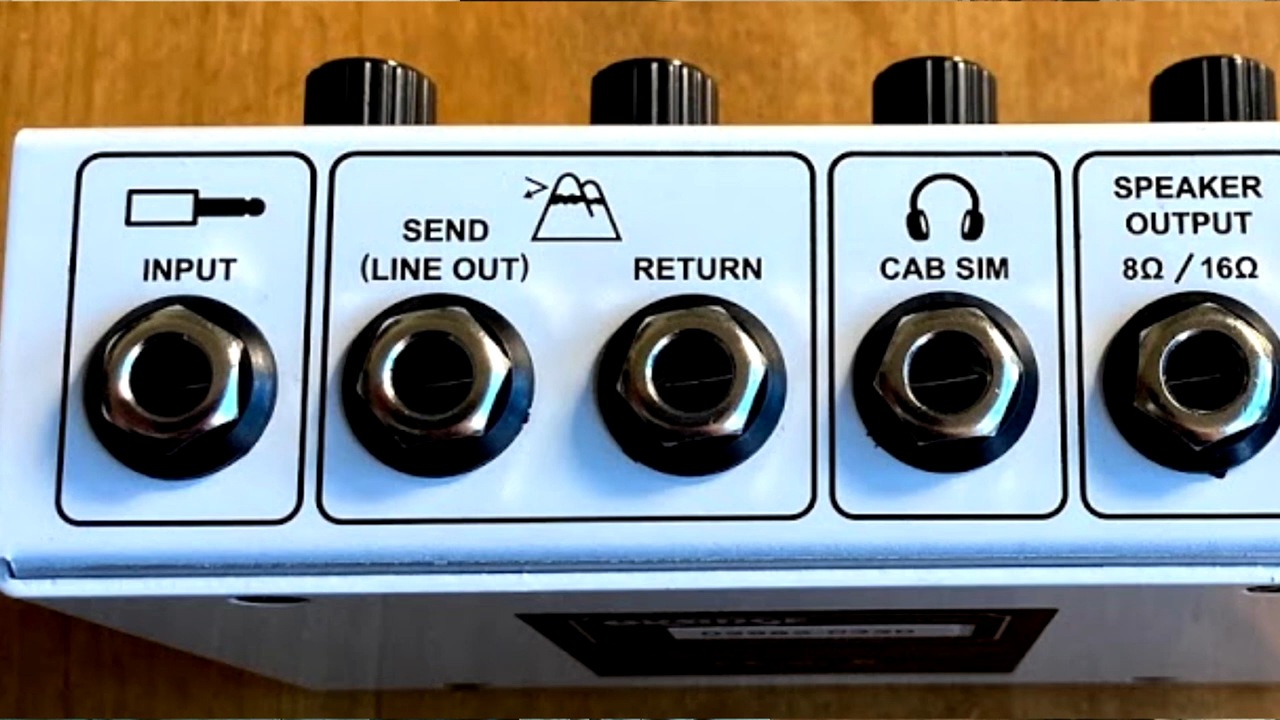 INPUT
SEND
(LINE OUT)
RETURN
CAB SIM
SPEAKER
OUTPUT
8Ω / 16Ω